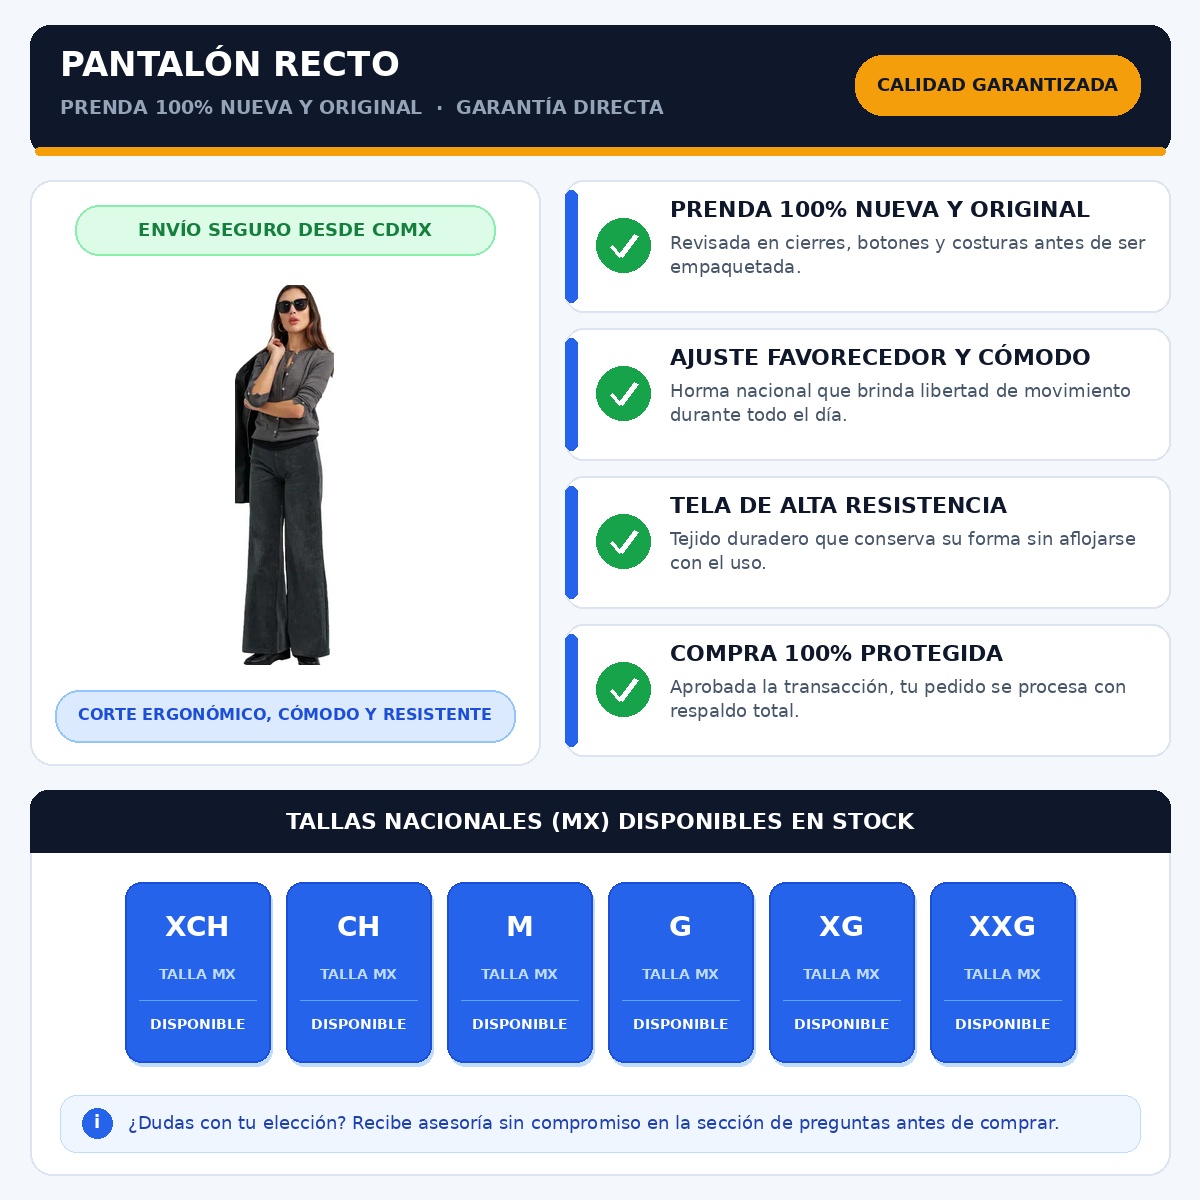 PANTALÓN RECTO
PRENDA 100% NUEVA Y ORIGINAL · GARANTÍA DIRECTA
CALIDAD GARANTIZADA
ENVÍO SEGURO DESDE CDMX
CORTE ERGONÓMICO, CÓMODO Y RESISTENTE
PRENDA 100% NUEVA Y ORIGINAL
Revisada en cierres, botones y costuras antes de ser
empaquetada.
AJUSTE FAVORECEDOR Y CÓMODO
Horma nacional que brinda libertad de movimiento
durante todo el día.
TELA DE ALTA RESISTENCIA
Tejido duradero que conserva su forma sin aflojarse
con el uso.
COMPRA 100% PROTEGIDA
Aprobada la transacción, tu pedido se procesa con
respaldo total.
TALLAS NACIONALES (MX) DISPONIBLES EN STOCK
XCH
TALLA MX
DISPONIBLE
CH
TALLA MX
DISPONIBLE
M
TALLA MX
DISPONIBLE
G
TALLA MX
DISPONIBLE
XG
TALLA MX
DISPONIBLE
XXG
TALLA MX
DISPONIBLE
i
¿Dudas con tu elección? Recibe asesoría sin compromiso en la sección de preguntas antes de comprar.